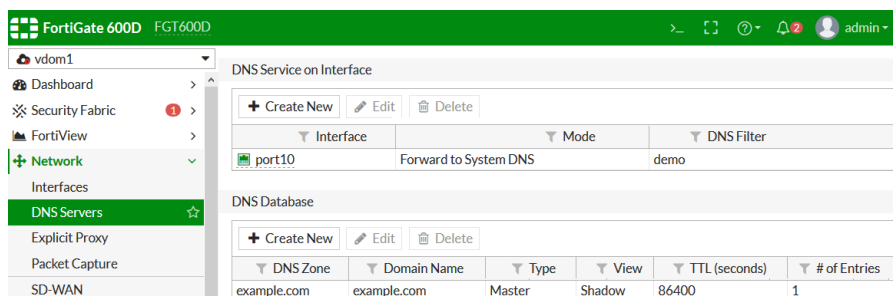 FortiGate 600D FGT600D >_ 2 admin
vdom1
Dashboard
Security Fabric 1
FortiView
Network
Interfaces
DNS Servers
Explicit Proxy
Packet Capture
SD-WAN
DNS Service on Interface
+ Create New Edit Delete
Interface Mode DNS Filter
port10 Forward to System DNS demo
DNS Database
+ Create New Edit Delete
DNS Zone Domain Name Type View TTL (seconds) # of Entries
example.com example.com Master Shadow 86400 1